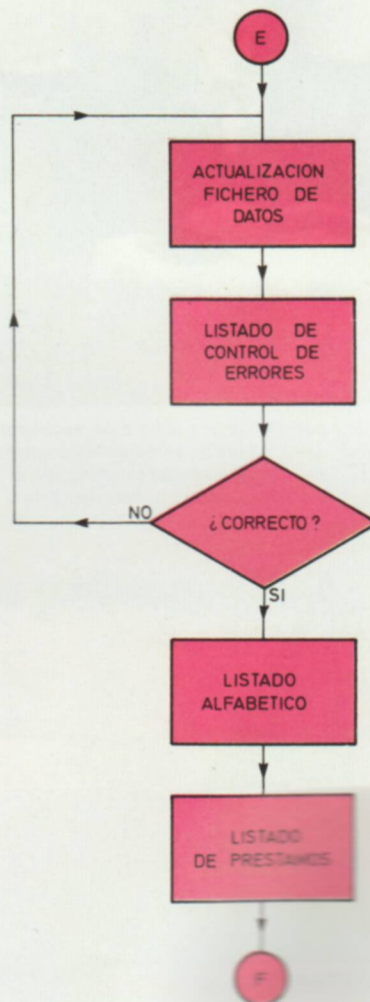 E
ACTUALIZACION
FICHERO DE
DATOS
LISTADO DE
CONTROL DE
ERRORES
¿CORRECTO?
NO
SI
LISTADO
ALFABETICO
LISTADO
DE PRESTAMOS
F